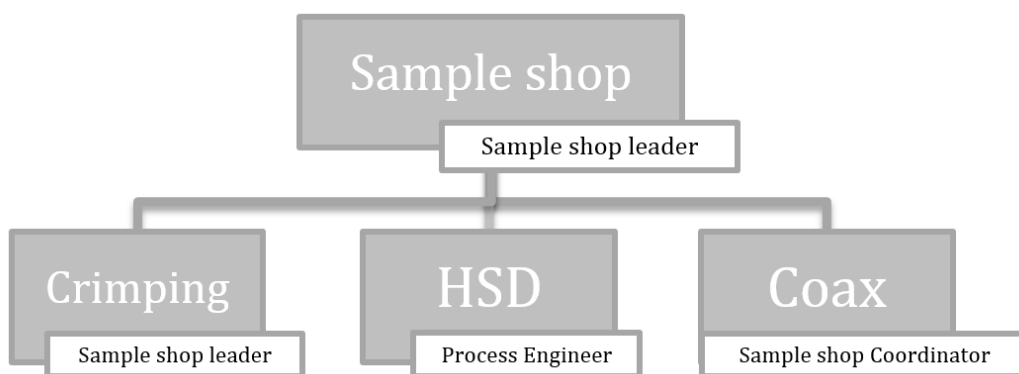 Sample shop
Sample shop leader
Crimping
Sample shop leader
HSD
Process Engineer
Coax
Sample shop Coordinator